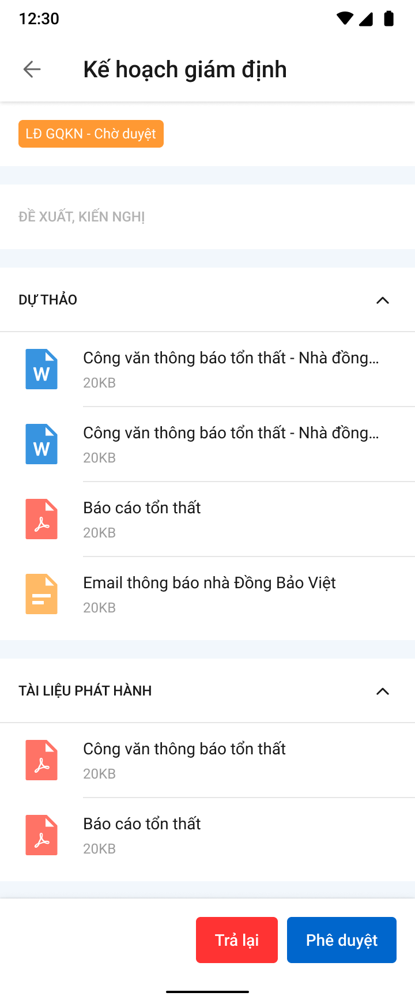 12:30
Kế hoạch giám định
LĐ GQKN - Chờ duyệt
ĐỀ XUẤT, KIẾN NGHỊ
DỰ THẢO
W
Công văn thông báo tổn thất - Nhà đồng...
20KB
W
Công văn thông báo tổn thất - Nhà đồng...
20KB
Báo cáo tổn thất
20KB
Email thông báo nhà Đồng Bảo Việt
20KB
TÀI LIỆU PHÁT HÀNH
Công văn thông báo tổn thất
20KB
Báo cáo tổn thất
20KB
Trả lại
Phê duyệt